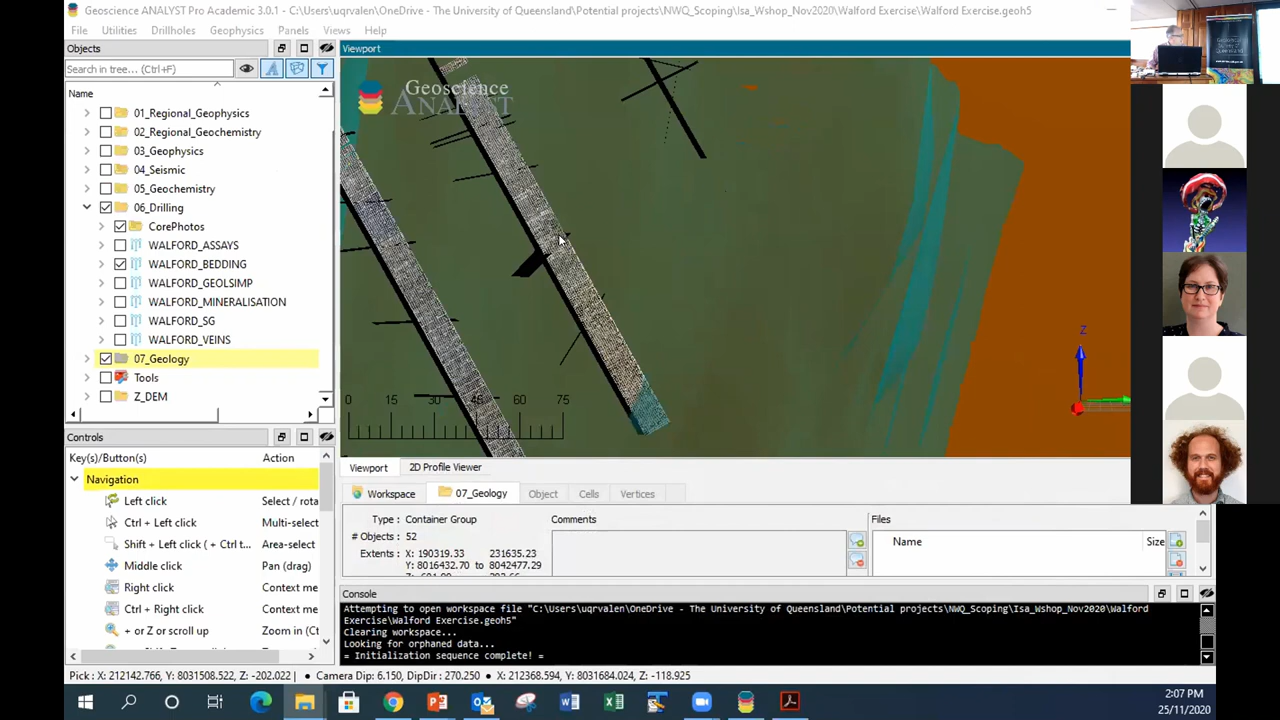 Geoscience ANALYST Pro Academic 3.0.1 - C:\Users\uqrvalen\OneDrive - The University of Queensland\Potential projects\NWQ_Scoping\Isa_Wshop_Nov2020\Walford Exercise\Walford Exercise.geoh5"
File Utilities Drillholes Geophysics Panels Views Help
Objects
Search in tree... (Ctrl+F)
Name
01_Regional_Geophysics
02_Regional_Geochemistry
03_Geophysics
04_Seismic
05_Geochemistry
06_Drilling
CorePhotos
WALFORD_ASSAYS
WALFORD_BEDDING
WALFORD_GEOLSIMP
WALFORD_MINERALISATION
WALFORD_SG
WALFORD_VEINS
07_Geology
Tools
Z_DEM
Controls
Key(s)/Button(s) Action
Navigation
Left click Select / rota
Ctrl + Left click Multi-select
Shift + Left click ( + Ctrl t... Area-select
Middle click Pan (drag)
Right click Context me
Ctrl + Right click Context me
+ or Z or scroll up Zoom in (Ct
Viewport
Geoscience
ANALYST
0 15 30 45 60 75
Z
Viewport 2D Profile Viewer
Workspace 07_Geology Object Cells Vertices
Type : Container Group
# Objects : 52
Extents : X: 190319.33 231635.23
Y: 8016432.70 to 8042477.29
Comments
Files
Name Size
Console
Attempting to open workspace file "C:\Users\uqrvalen\OneDrive - The University of Queensland\Potential projects\NWQ_Scoping\Isa_Wshop_Nov2020\Walford
Exercise\Walford Exercise.geoh5"
Clearing workspace...
Looking for orphaned data...
= Initialization sequence complete! =
Pick : X: 212142.766, Y: 8031508.522, Z: -202.022 | • Camera Dip: 6.150, DipDir : 270.250 • X: 212368.594, Y: 8031684.024, Z: -118.925
2:07 PM
25/11/2020